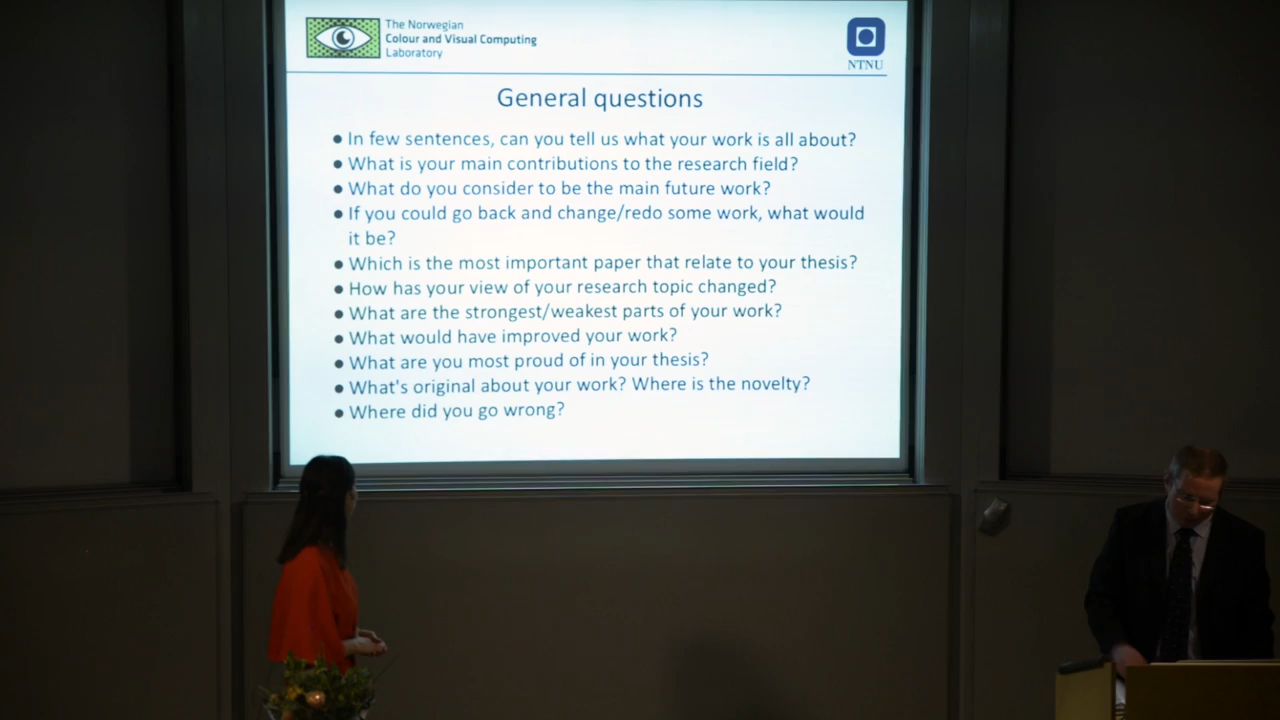 The Norwegian
Colour and Visual Computing
Laboratory
NTNU
General questions
● In few sentences, can you tell us what your work is all about?
● What is your main contributions to the research field?
● What do you consider to be the main future work?
● If you could go back and change/redo some work, what would
it be?
● Which is the most important paper that relate to your thesis?
● How has your view of your research topic changed?
● What are the strongest/weakest parts of your work?
● What would have improved your work?
● What are you most proud of in your thesis?
● What's original about your work? Where is the novelty?
● Where did you go wrong?